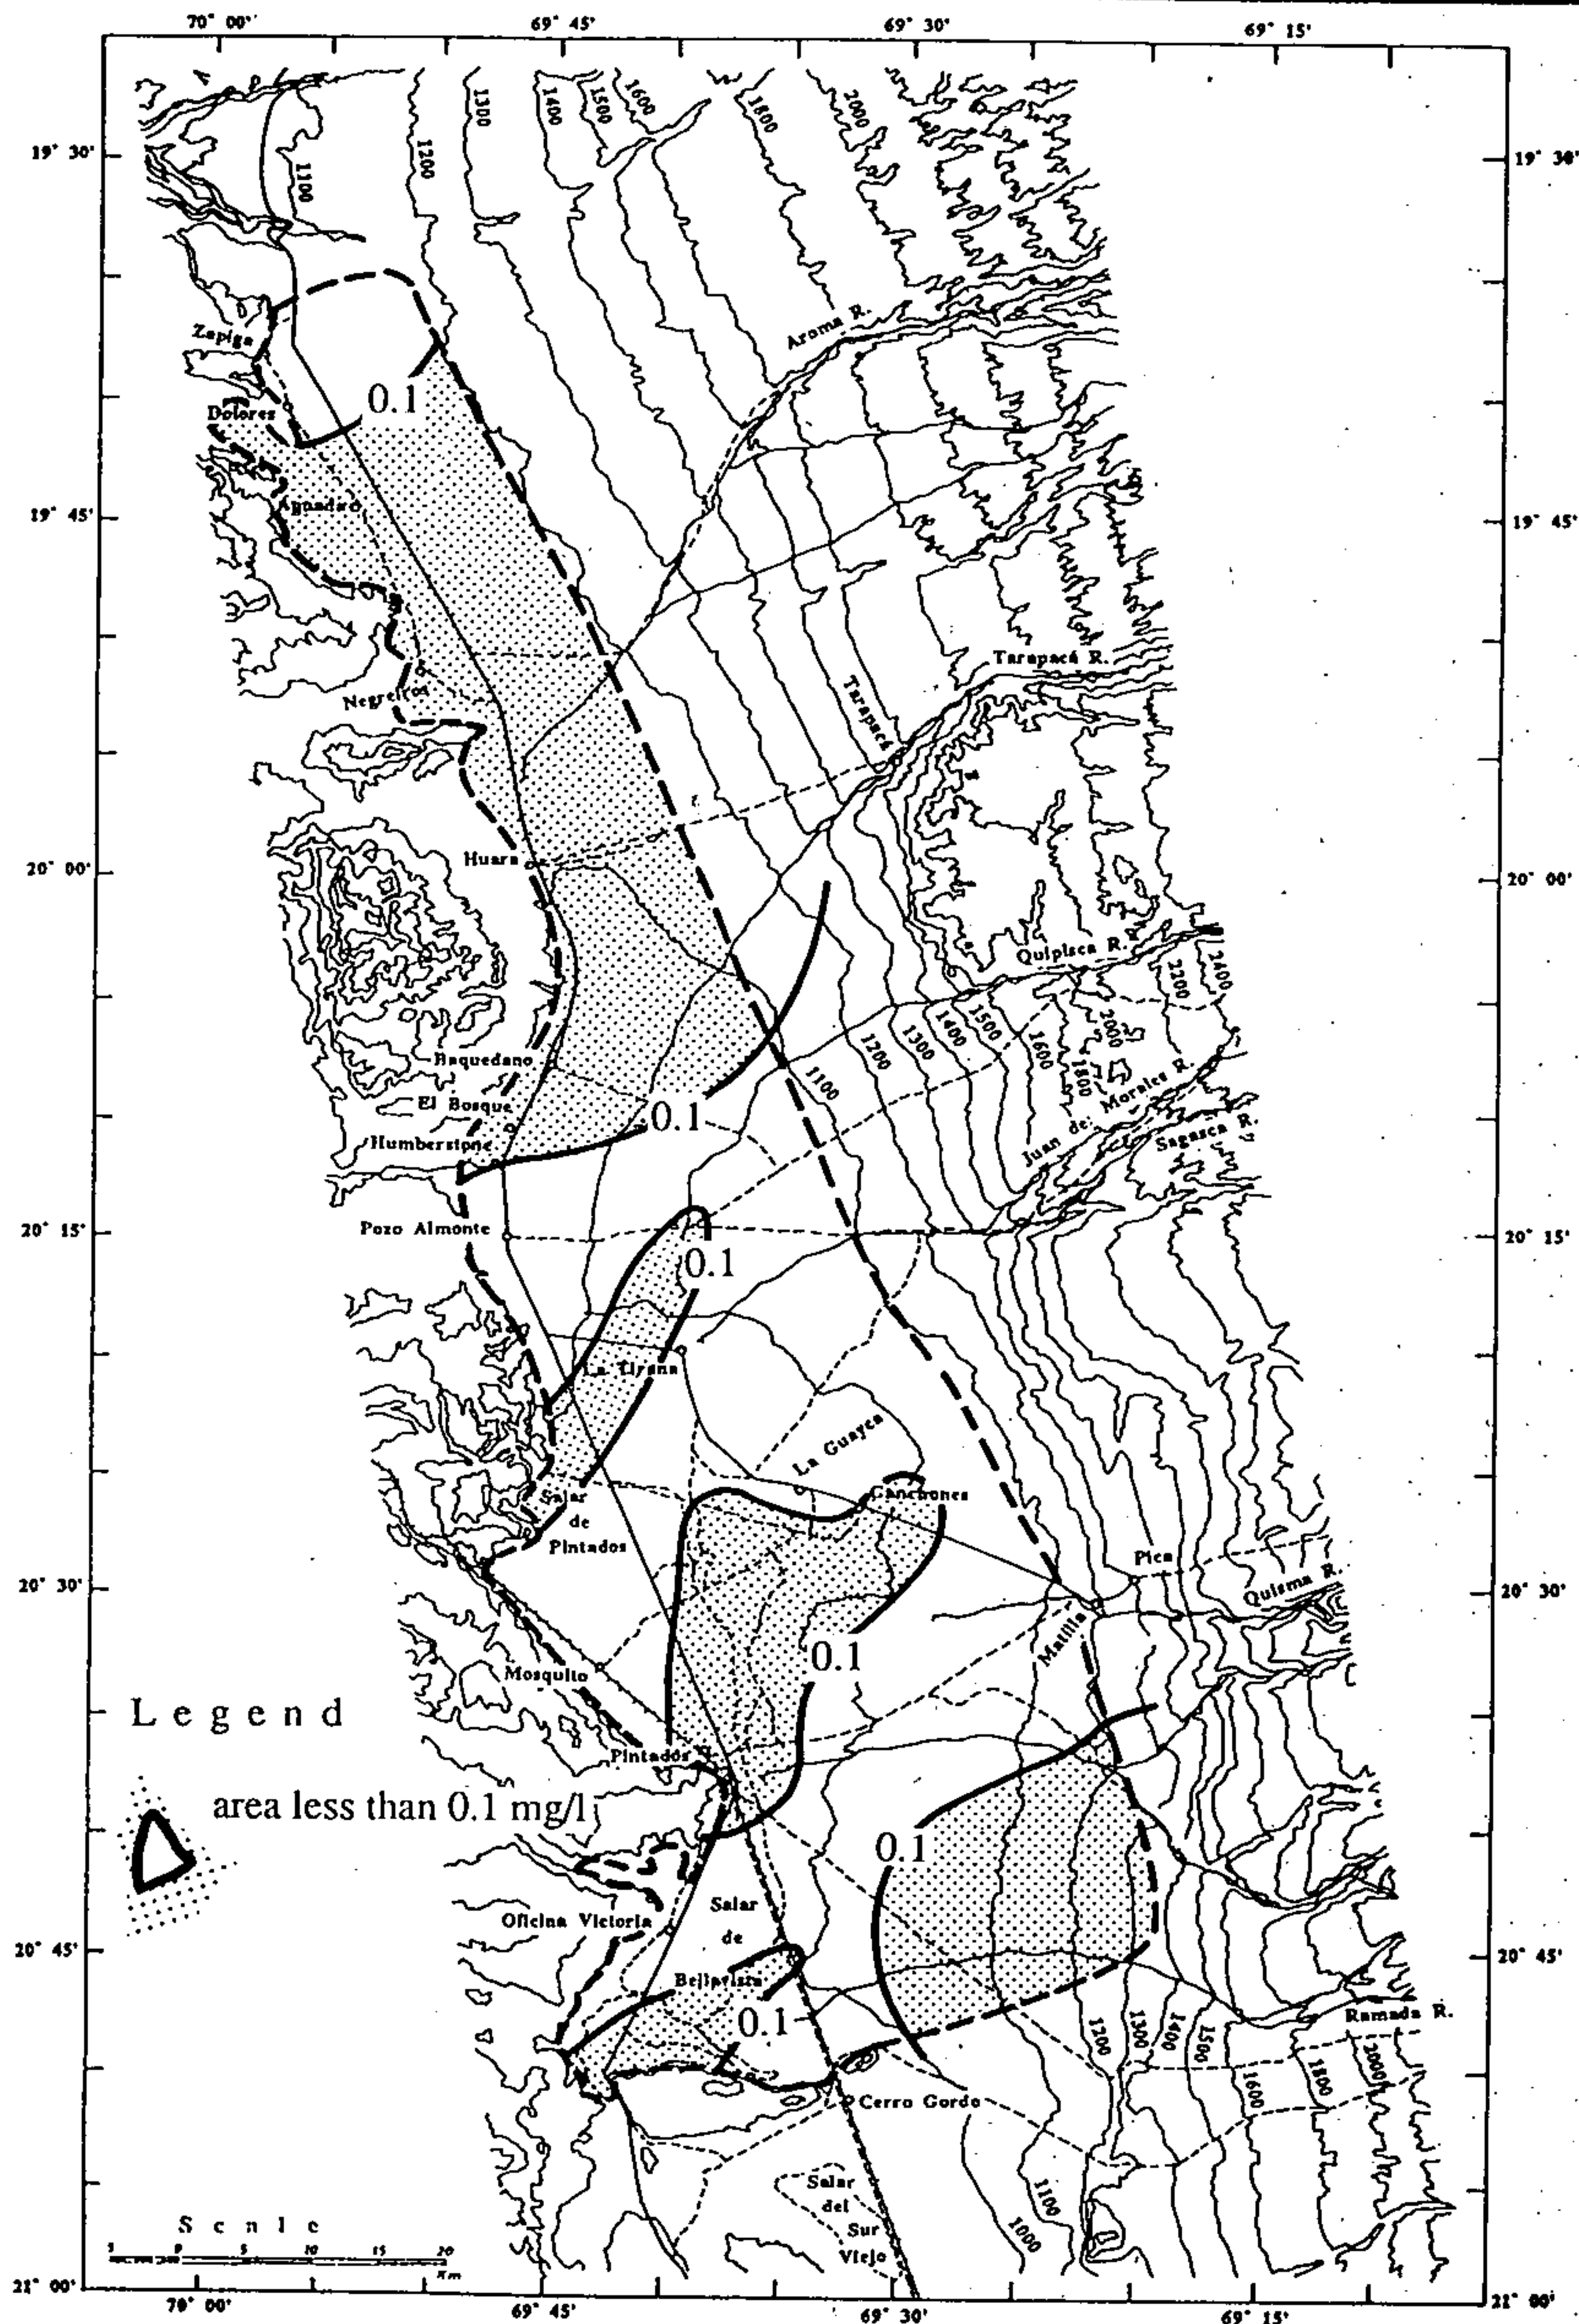 70° 00'
69° 45'
69° 30'
69° 15'
19° 30'
19° 30'
1100
1200
1300
1400
1500
1600
1800
2000
Zapiga
Aroma R.
Dolores
0.1
19° 45'
19° 45'
Negreiros
Tarapacá R.
Tarapacá
Huara
20° 00'
20° 00'
Quipisca R.
2200
2400
Baquedano
El Bosque
Humberstone
0.1
1100
1200
1300
1400
1500
1600
1800
2000
Juan de Morales R.
Sagasca R.
Pozo Almonte
20° 15'
20° 15'
0.1
La Tirana
La Guayca
Canchones
Salar
de
Pintados
Pica
Quisma R.
20° 30'
20° 30'
Matilla
0.1
Mosquito
Legend
Pintados
area less than 0.1 mg/l
0.1
Salar
de
Bellavista
Oficina Victoria
20° 45'
20° 45'
0.1
Ramada R.
1200
1300
1400
1500
1600
1800
2000
Cerro Gordo
Salar
del
Sur
Viejo
1100
1000
Scale
5 0 5 10 15 20
Km
21° 00'
21° 00'
70° 00'
69° 45'
69° 30'
69° 15'